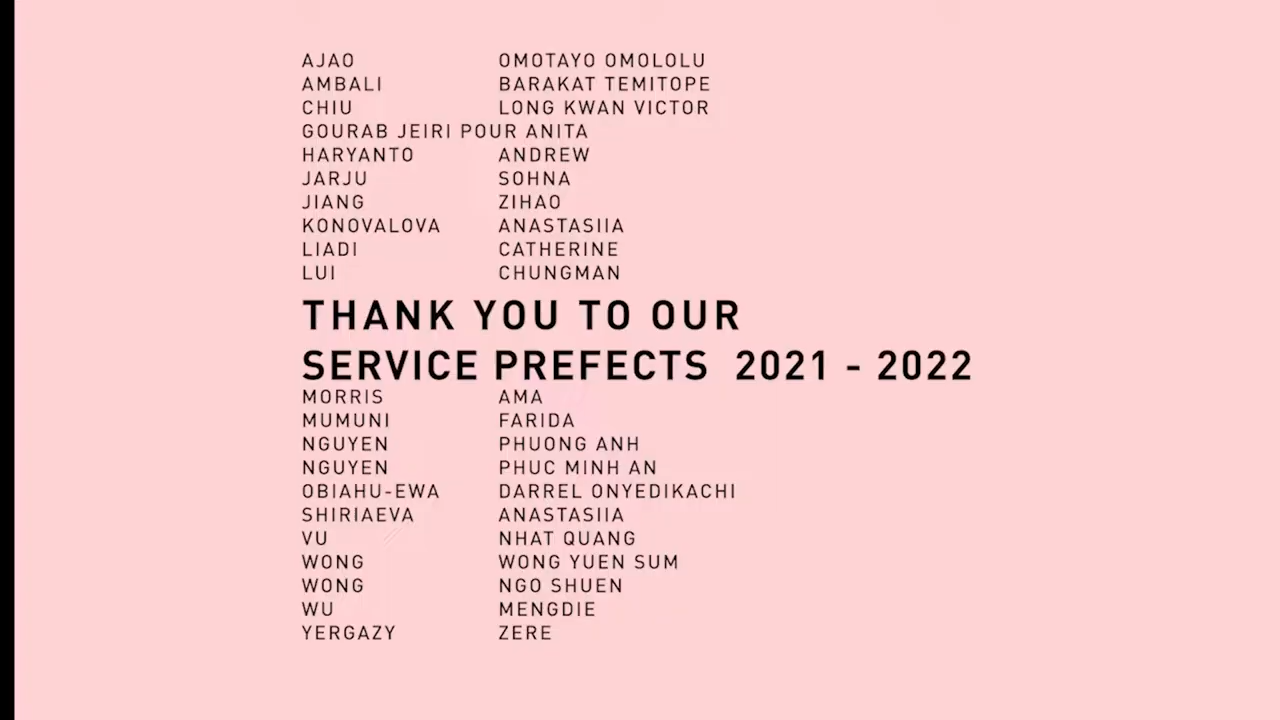 AJAO OMOTAYO OMOLOLU
AMBALI BARAKAT TEMITOPE
CHIU LONG KWAN VICTOR
GOURAB JEIRI POUR ANITA
HARYANTO ANDREW
JARJU SOHNA
JIANG ZIHAO
KONOVALOVA ANASTASIIA
LIADI CATHERINE
LUI CHUNGMAN
THANK YOU TO OUR
SERVICE PREFECTS 2021 - 2022
MORRIS AMA
MUMUNI FARIDA
NGUYEN PHUONG ANH
NGUYEN PHUC MINH AN
OBIAHU-EWA DARREL ONYEDIKACHI
SHIRIAEVA ANASTASIIA
VU NHAT QUANG
WONG WONG YUEN SUM
WONG NGO SHUEN
WU MENGDIE
YERGAZY ZERE